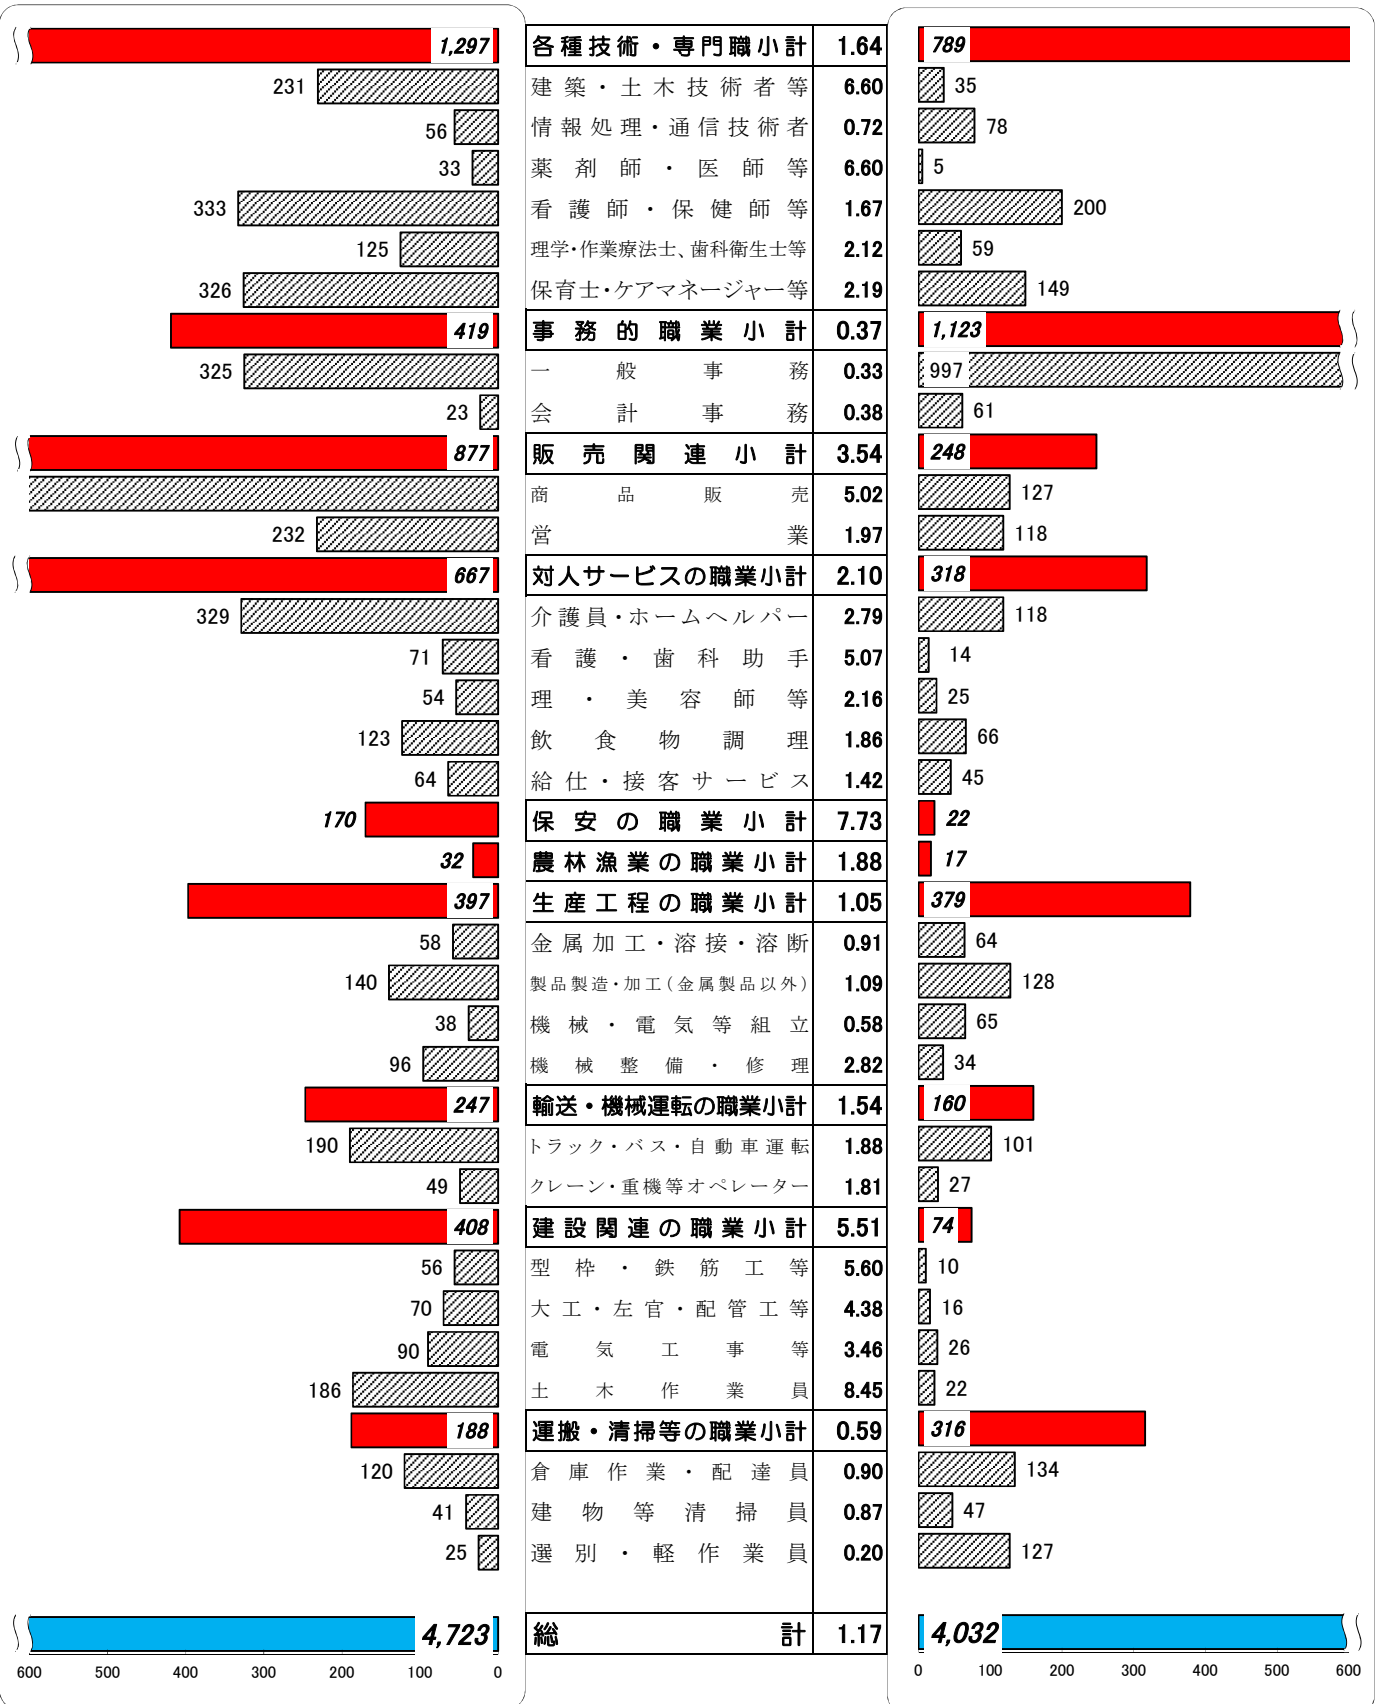 1,297 各種技術・専門職小計 1.64 789
231 建築・土木技術者等 6.60 35
56 情報処理・通信技術者 0.72 78
33 薬剤師・医師等 6.60 5
333 看護師・保健師等 1.67 200
125 理学・作業療法士、歯科衛生士等 2.12 59
326 保育士・ケアマネージャー等 2.19 149
419 事務的職業小計 0.37 1,123
325 一般事務 0.33 997
23 会計事務 0.38 61
877 販売関連小計 3.54 248
商品販売 5.02 127
232 営業 1.97 118
667 対人サービスの職業小計 2.10 318
329 介護員・ホームヘルパー 2.79 118
71 看護・歯科助手 5.07 14
54 理・美容師等 2.16 25
123 飲食物調理 1.86 66
64 給仕・接客サービス 1.42 45
170 保安の職業小計 7.73 22
32 農林漁業の職業小計 1.88 17
397 生産工程の職業小計 1.05 379
58 金属加工・溶接・溶断 0.91 64
140 製品製造・加工(金属製品以外) 1.09 128
38 機械・電気等組立 0.58 65
96 機械整備・修理 2.82 34
247 輸送・機械運転の職業小計 1.54 160
190 トラック・バス・自動車運転 1.88 101
49 クレーン・重機等オペレーター 1.81 27
408 建設関連の職業小計 5.51 74
56 型枠・鉄筋工等 5.60 10
70 大工・左官・配管工等 4.38 16
90 電気工事等 3.46 26
186 土木作業員 8.45 22
188 運搬・清掃等の職業小計 0.59 316
120 倉庫作業・配達員 0.90 134
41 建物等清掃員 0.87 47
25 選別・軽作業員 0.20 127
4,723 総計 1.17 4,032
600 500 400 300 200 100 0 0 100 200 300 400 500 600